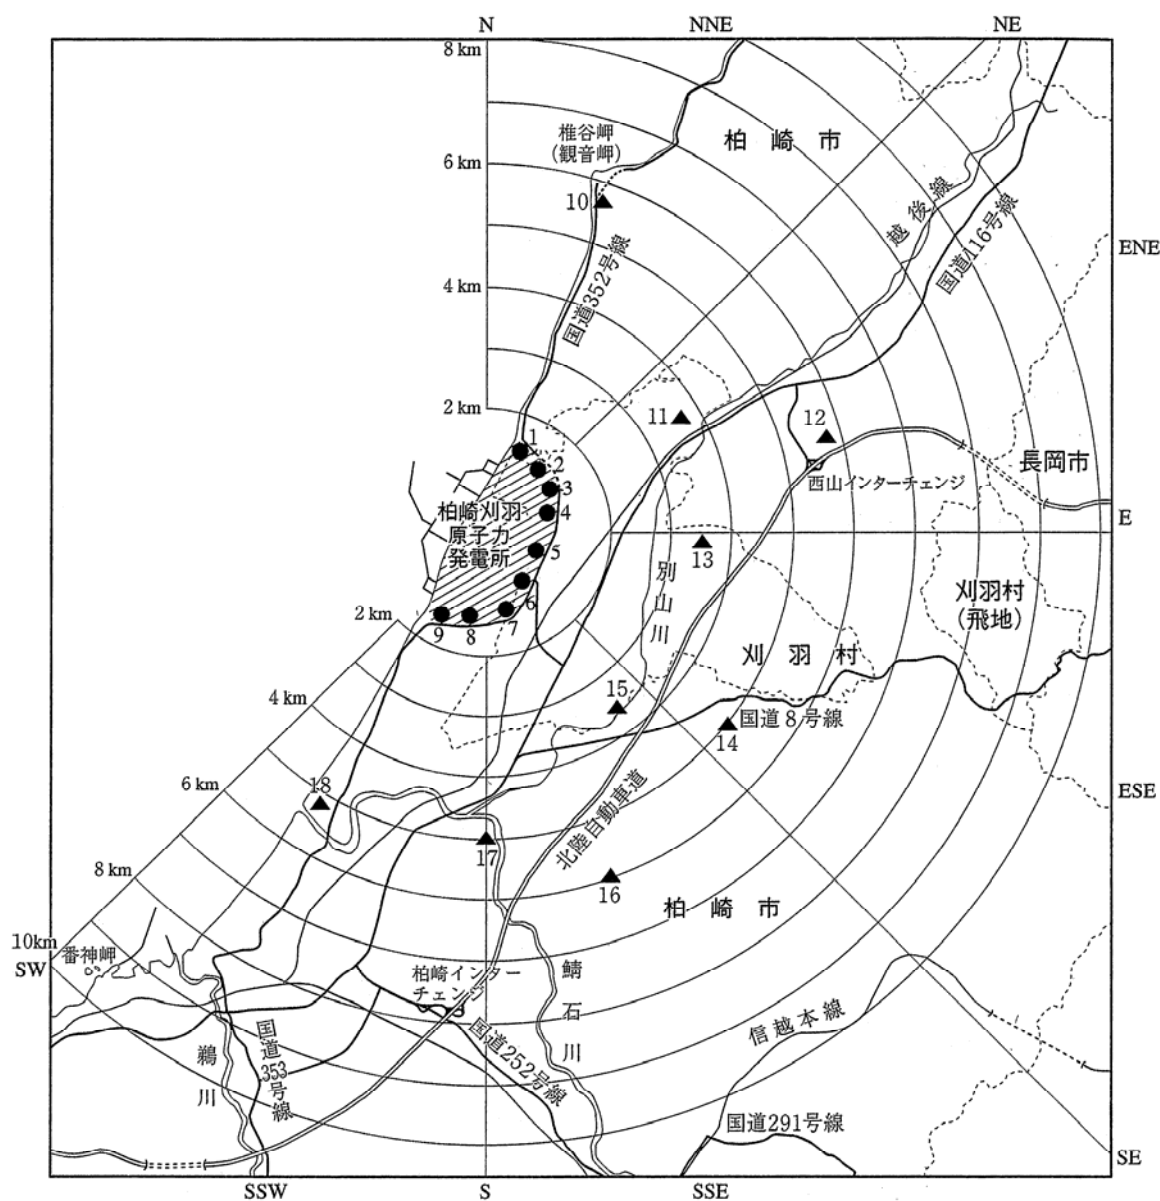 N
NNE
NE
8 km
椎谷岬
(観音岬)
柏崎市
6 km
10
越後線
国道116号線
ENE
国道352号線
4 km
2 km
11
12
1
2
3
4
5
6
7
8
9
柏崎刈羽
原子力
発電所
西山インターチェンジ
長岡市
E
13
別山川
刈羽村
(飛地)
2 km
刈羽村
15
国道8号線
14
4 km
ESE
6 km
18
17
北陸自動車道
16
8 km
柏崎市
10km
SW
番神岬
柏崎インター
チェンジ
鯖石川
信越本線
国道252号線
国道353号線
鵜川
国道291号線
SE
SSW
S
SSE